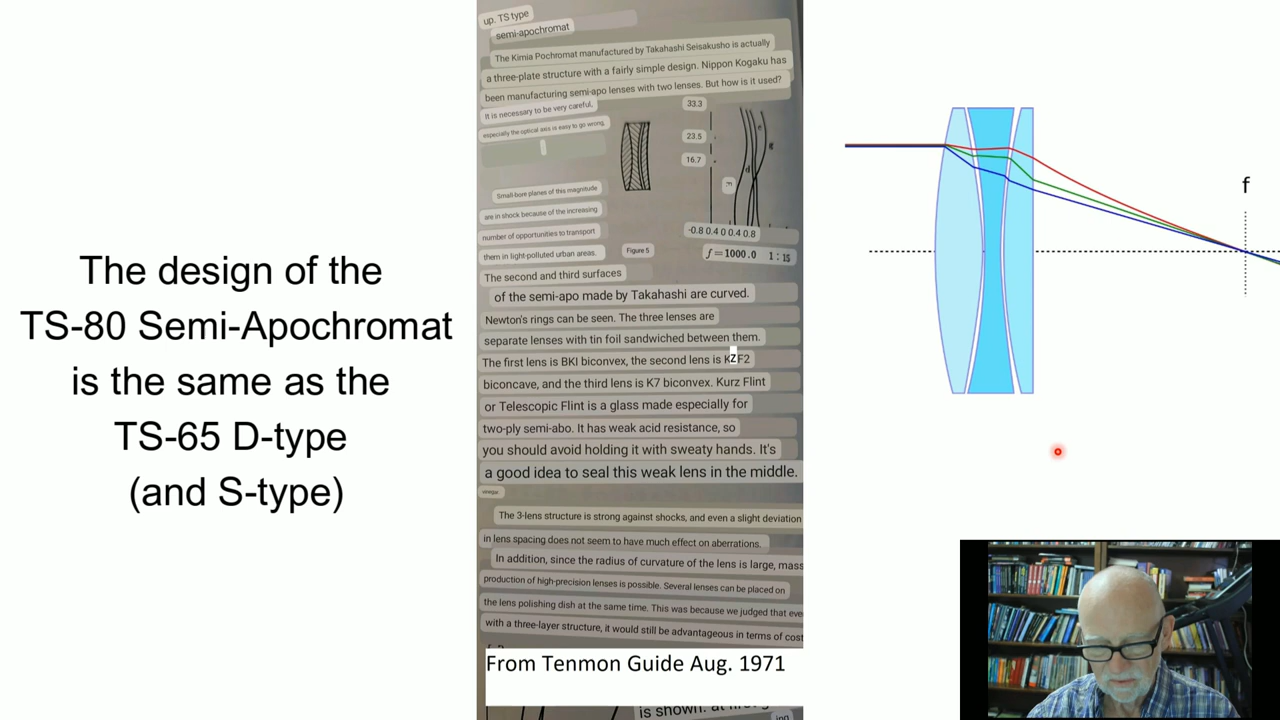 The design of the
TS-80 Semi-Apochromat
is the same as the
TS-65 D-type
(and S-type)
up. TS type
semi-apochromat
The Kimia Pochromat manufactured by Takahashi Seisakusho is actually
a three-plate structure with a fairly simple design. Nippon Kogaku has
been manufacturing semi-apo lenses with two lenses. But how is it used?
It is necessary to be very careful,
especially the optical axis is easy to go wrong.
33.3
23.5
16.7
Small-bore planes of this magnitude
are in shock because of the increasing
number of opportunities to transport
them in light-polluted urban areas.
Figure 5
-0.8 0.4 0 0.4 0.8
f=1000.0 1:15
The second and third surfaces
of the semi-apo made by Takahashi are curved.
Newton's rings can be seen. The three lenses are
separate lenses with tin foil sandwiched between them.
The first lens is BKI biconvex, the second lens is KZF2
biconcave, and the third lens is K7 biconvex. Kurz Flint
or Telescopic Flint is a glass made especially for
two-ply semi-abo. It has weak acid resistance, so
you should avoid holding it with sweaty hands. It's
a good idea to seal this weak lens in the middle.
vinegar.
The 3-lens structure is strong against shocks, and even a slight deviation
in lens spacing does not seem to have much effect on aberrations.
In addition, since the radius of curvature of the lens is large, mass
production of high-precision lenses is possible. Several lenses can be placed on
the lens polishing dish at the same time. This was because we judged that eve
with a three-layer structure, it would still be advantageous in terms of cost
From Tenmon Guide Aug. 1971
is shown. at
ing
f